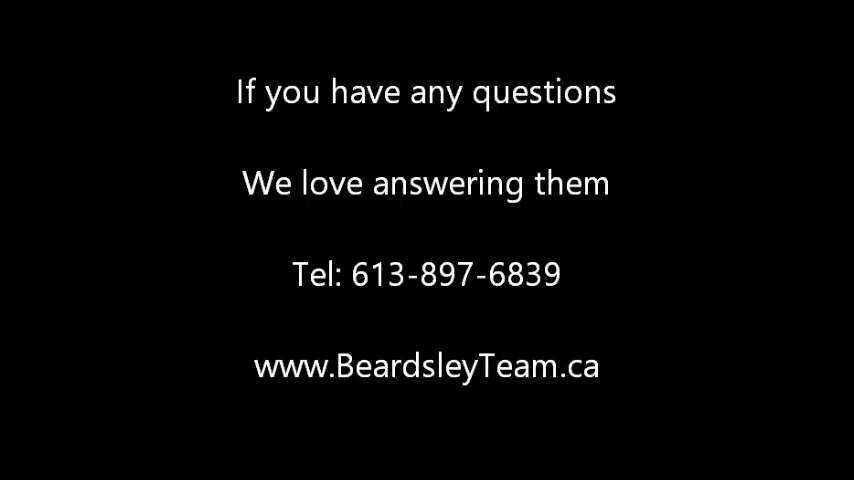 If you have any questions
We love answering them
Tel: 613-897-6839
www.BeardsleyTeam.ca